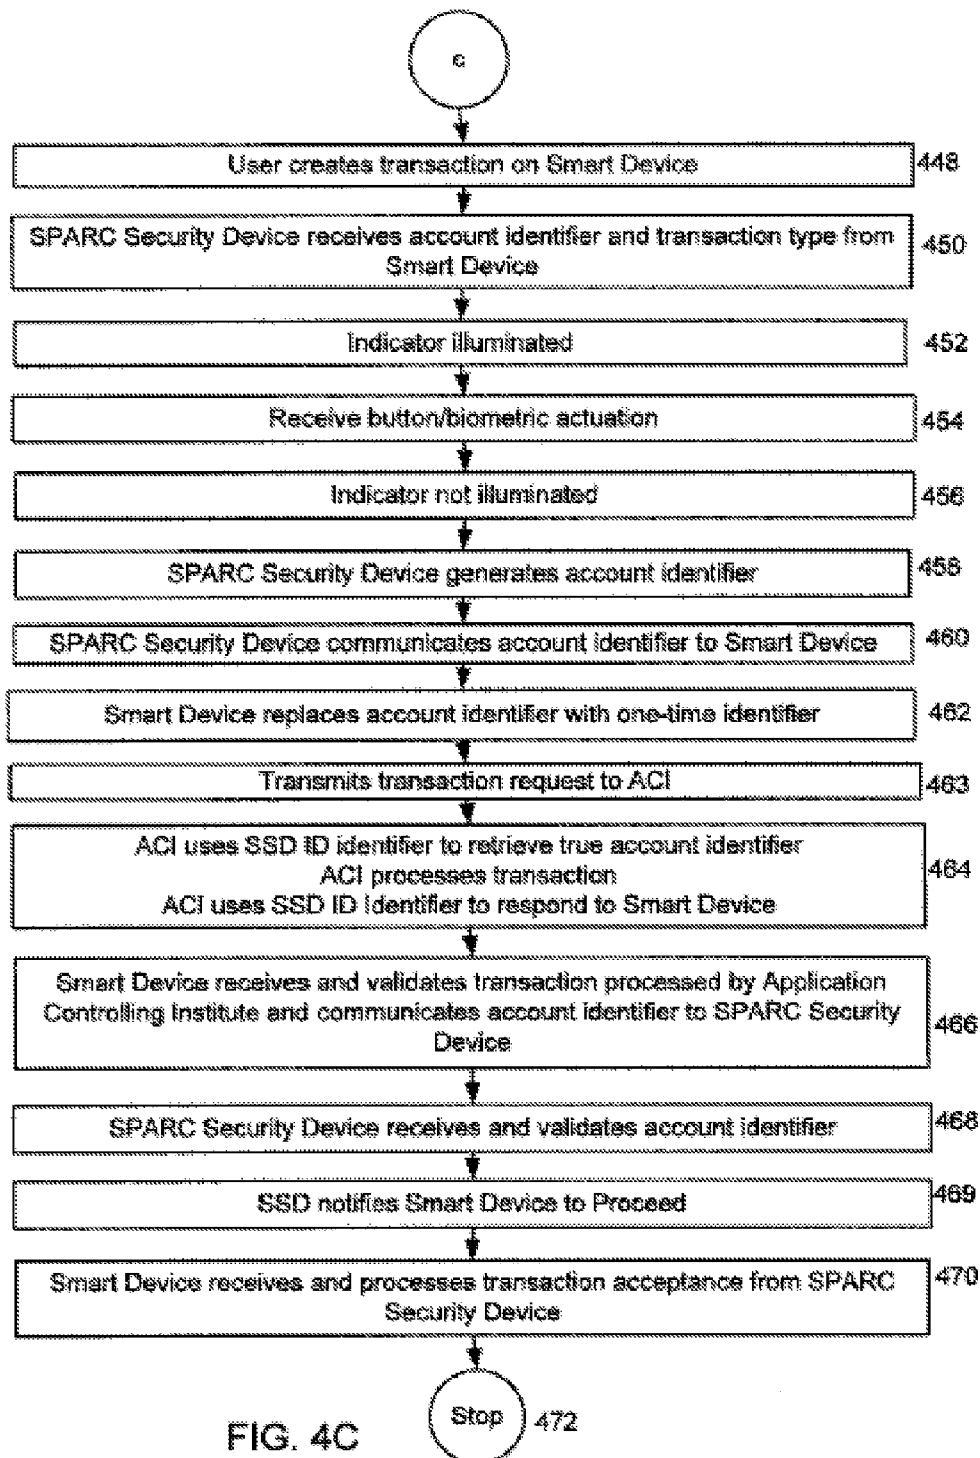 c
User creates transaction on Smart Device
448
SPARC Security Device receives account identifier and transaction type from
Smart Device
450
Indicator illuminated
452
Receive button/biometric actuation
454
Indicator not illuminated
456
SPARC Security Device generates account identifier
458
SPARC Security Device communicates account identifier to Smart Device
460
Smart Device replaces account identifier with one-time identifier
462
Transmits transaction request to ACI
463
ACI uses SSD ID identifier to retrieve true account identifier
ACI processes transaction
ACI uses SSD ID Identifier to respond to Smart Device
464
Smart Device receives and validates transaction processed by Application
Controlling Institute and communicates account identifier to SPARC Security
Device
466
SPARC Security Device receives and validates account identifier
468
SSD notifies Smart Device to Proceed
469
Smart Device receives and processes transaction acceptance from SPARC
Security Device
470
Stop
472
FIG. 4C